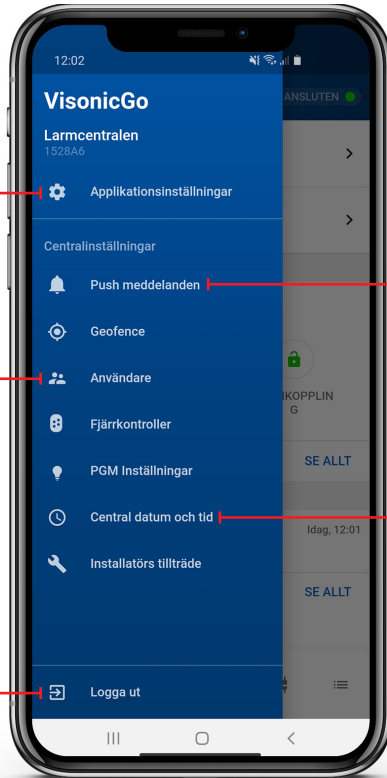 12:02
VisonicGo
ANSLUTEN
Larmcentralen
1528A6
Applikationsinställningar
Centralinställningar
Push meddelanden
Geofence
Användare
KOPPLIN
G
Fjärrkontroller
PGM Inställningar
SE ALLT
Central datum och tid
Idag, 12:01
Installatörs tillträde
SE ALLT
Logga ut